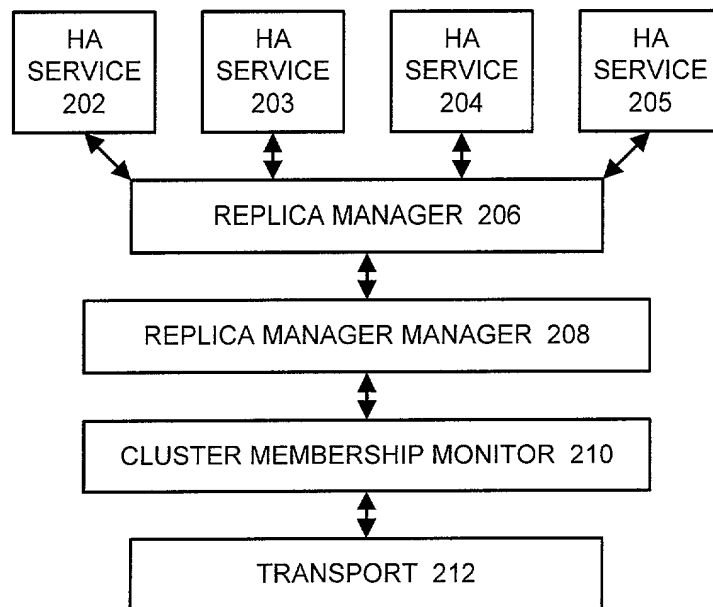 HA
SERVICE
202
HA
SERVICE
203
HA
SERVICE
204
HA
SERVICE
205
REPLICA MANAGER 206
REPLICA MANAGER MANAGER 208
CLUSTER MEMBERSHIP MONITOR 210
TRANSPORT 212